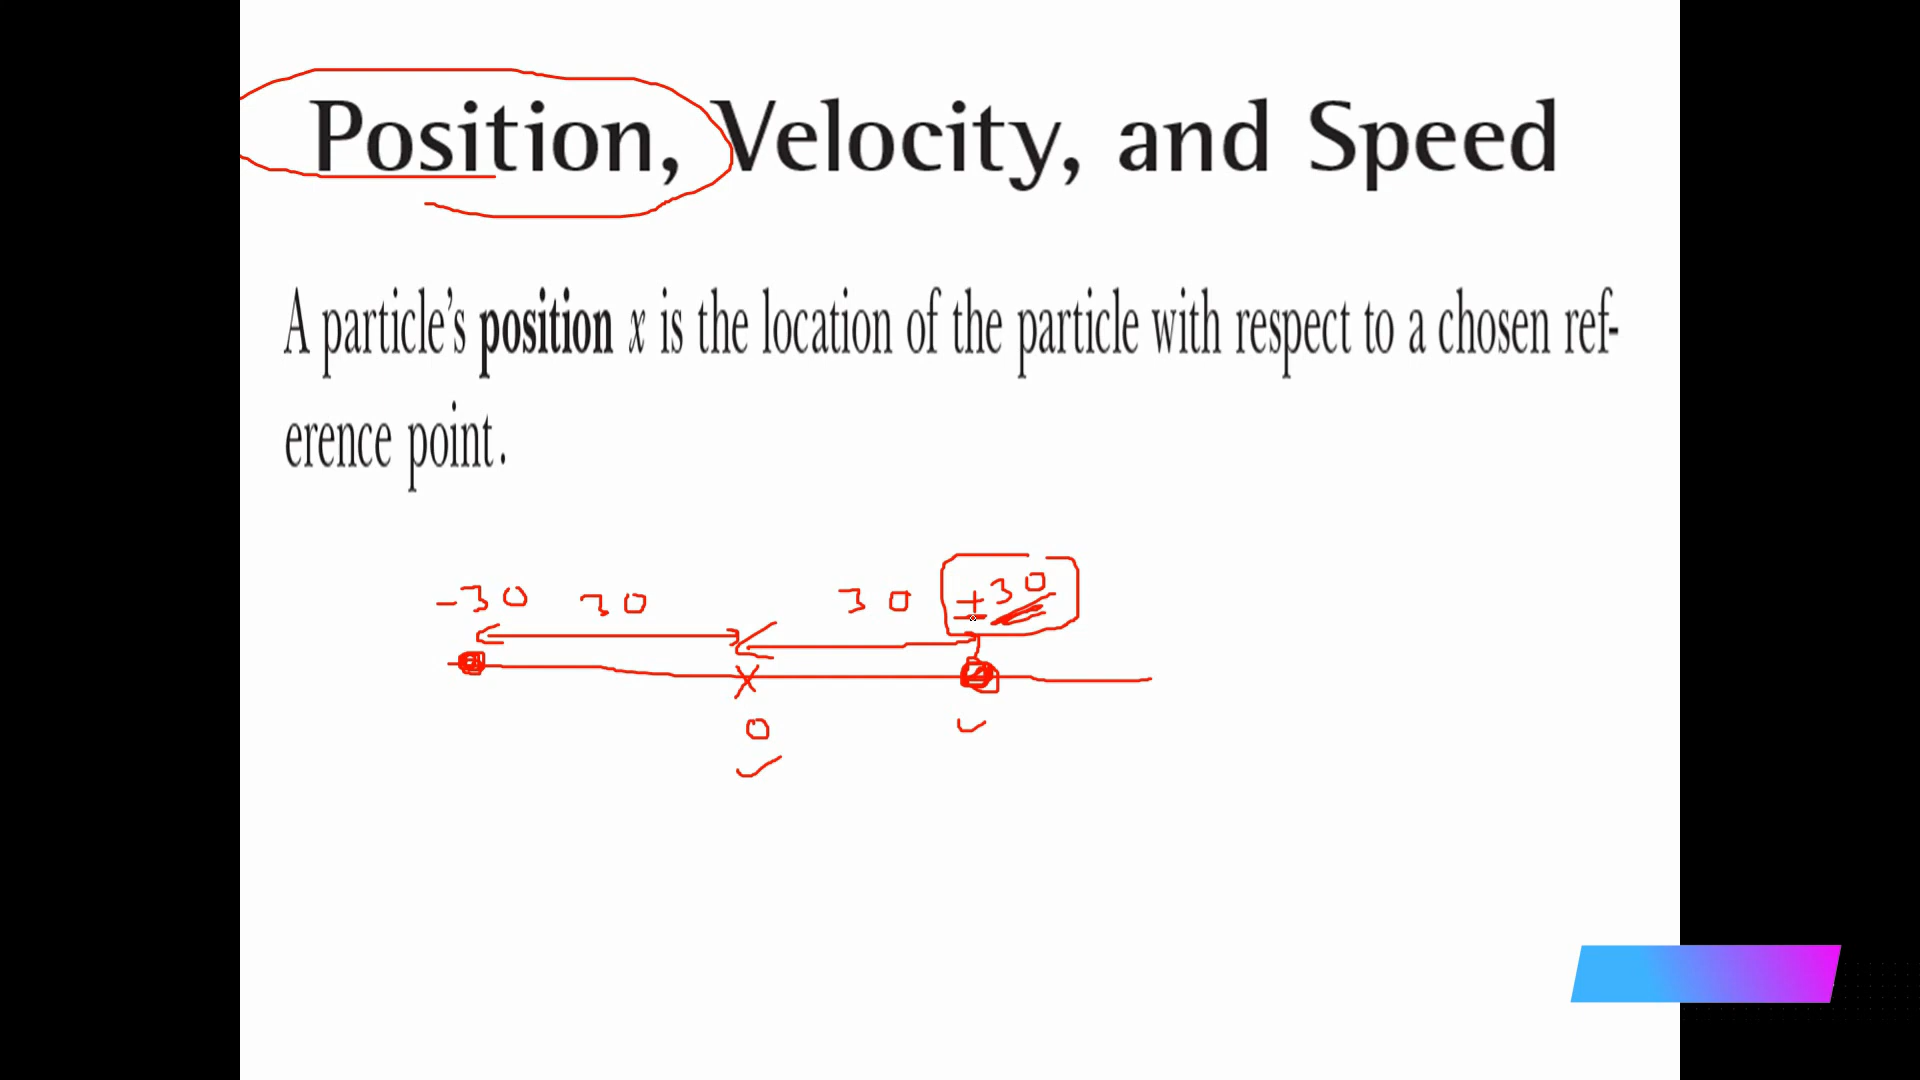 Position, Velocity, and Speed
A particle's position x is the location of the particle with respect to a chosen ref-
erence point.
-30 30 30 +30
0